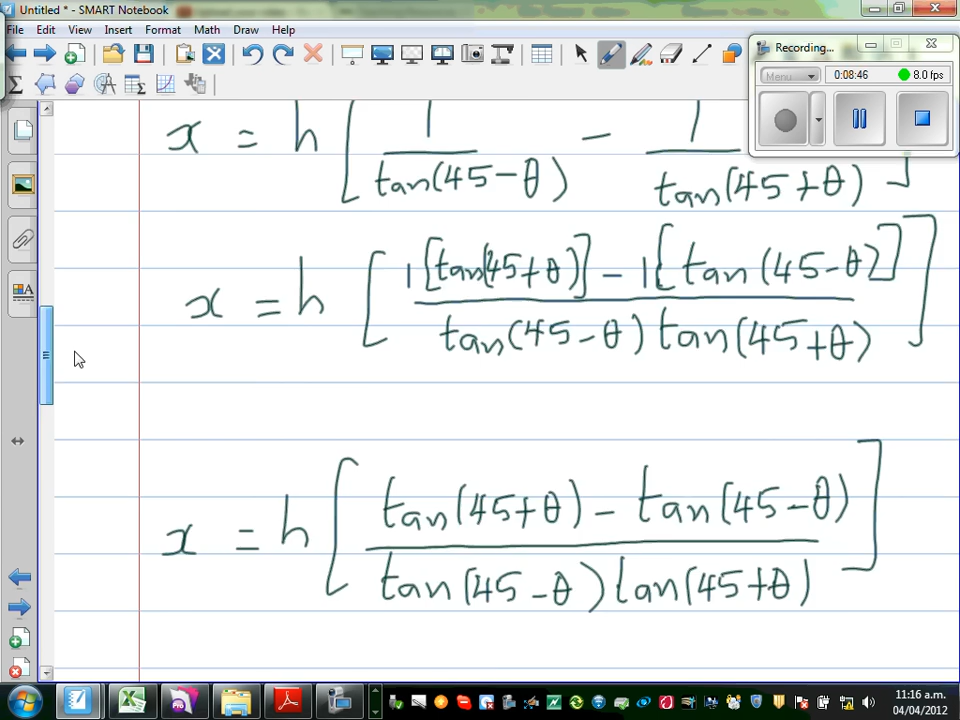 Untitled * - SMART Notebook
File Edit View Insert Format Math Draw Help
Recording...
Menu 0:08:46 8.0 fps
x = h [ 1/tan(45-θ) - 1/tan(45+θ) ]
x = h [ 1[tan(45+θ)] - 1[tan(45-θ)] / tan(45-θ) tan(45+θ) ]
x = h [ tan(45+θ) - tan(45-θ) / tan(45-θ) tan(45+θ) ]
11:16 a.m.
04/04/2012